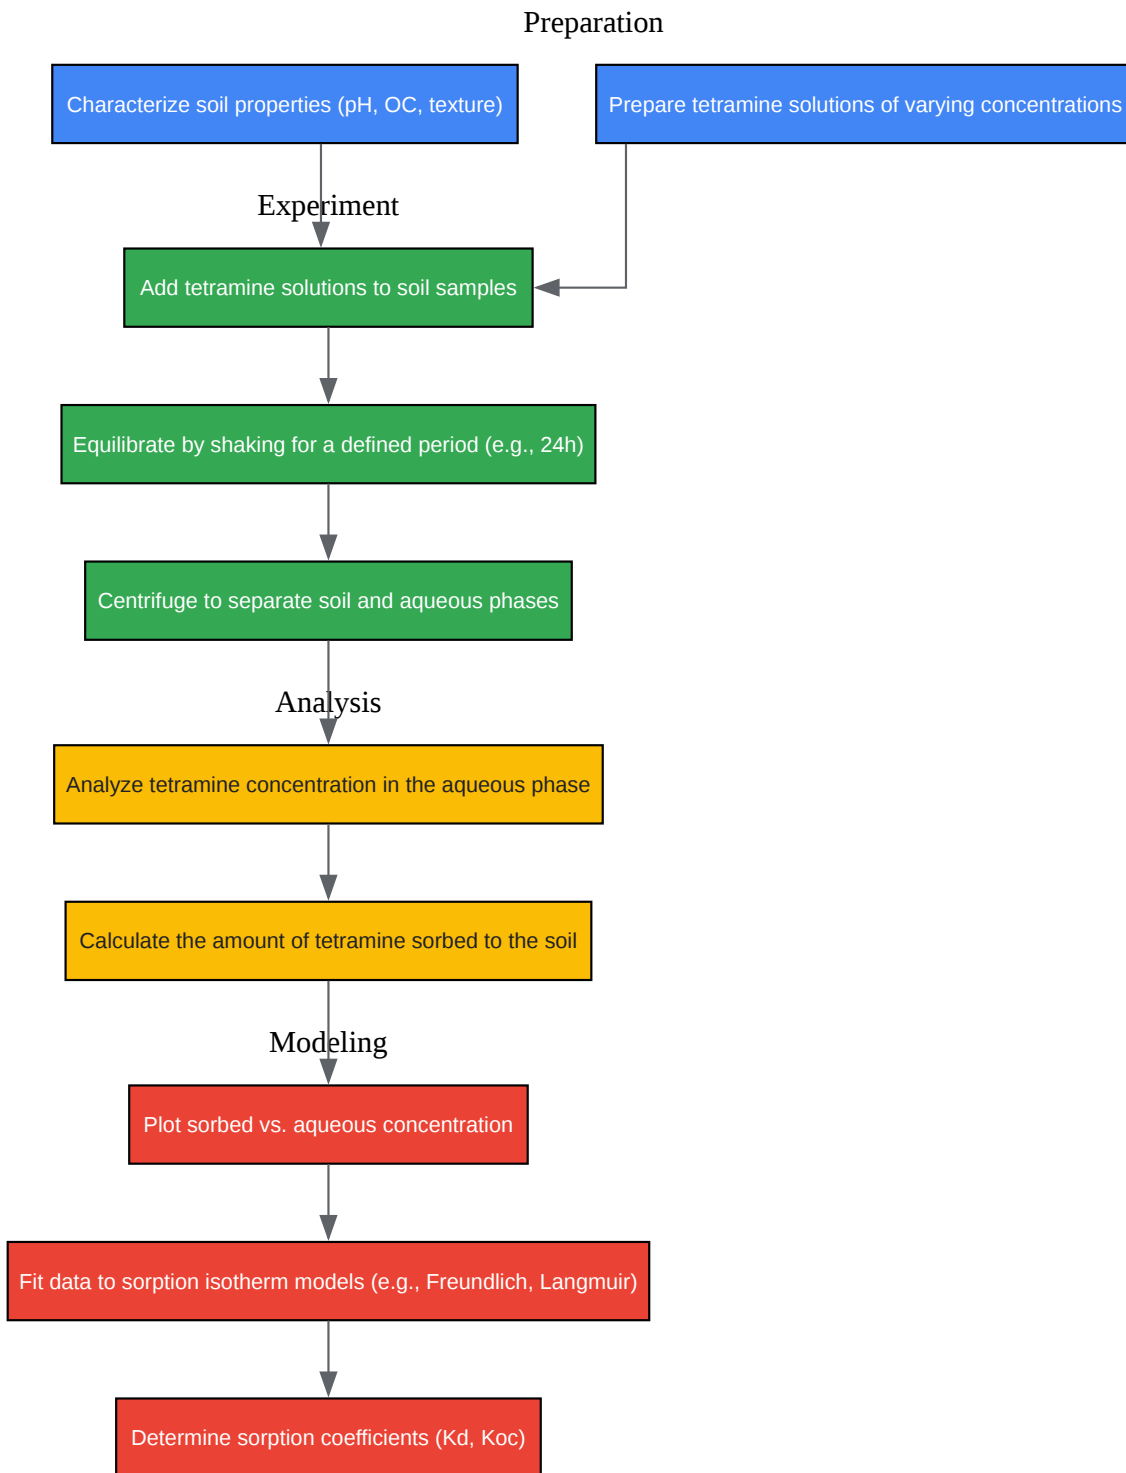 Preparation
Characterize soil properties (pH, OC, texture)
Prepare tetramine solutions of varying concentrations
Experiment
Add tetramine solutions to soil samples
Equilibrate by shaking for a defined period (e.g., 24h)
Centrifuge to separate soil and aqueous phases
Analysis
Analyze tetramine concentration in the aqueous phase
Calculate the amount of tetramine sorbed to the soil
Modeling
Plot sorbed vs. aqueous concentration
Fit data to sorption isotherm models (e.g., Freundlich, Langmuir)
Determine sorption coefficients (Kd, Koc)